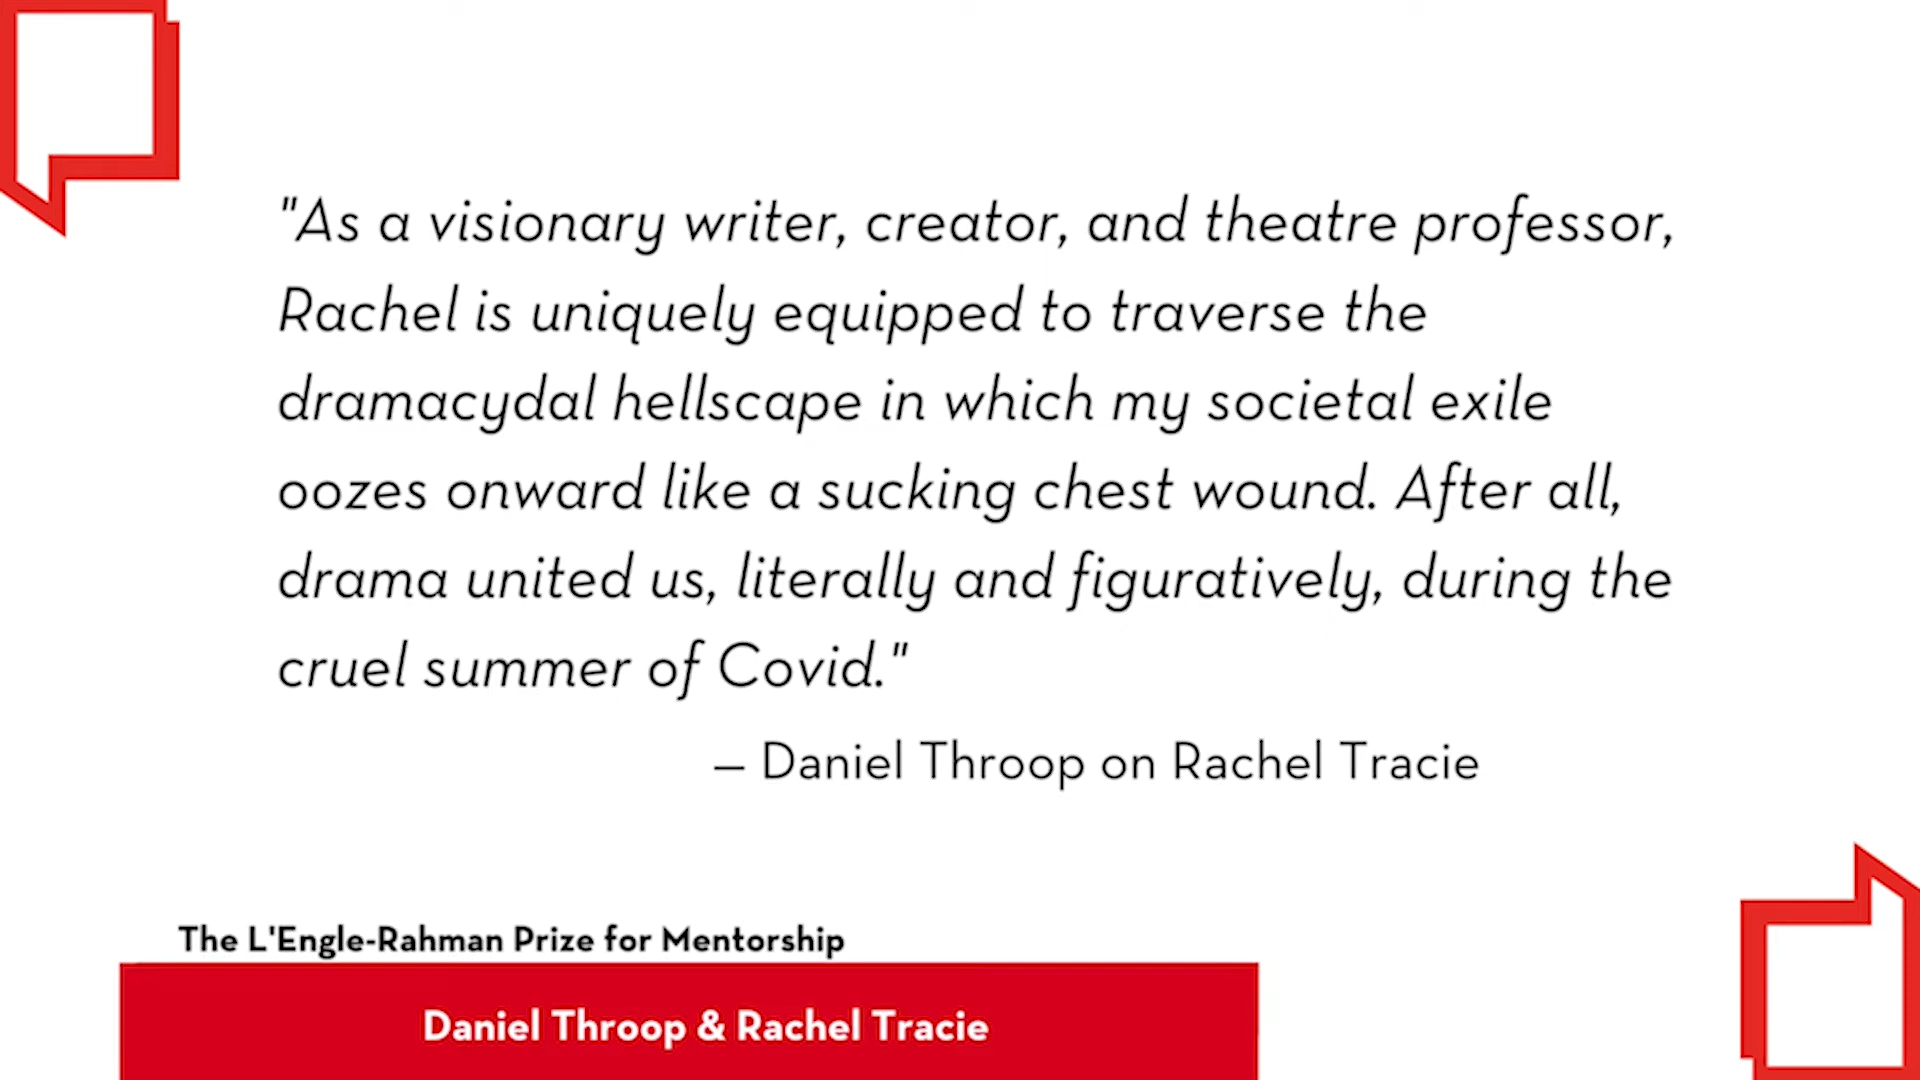 "As a visionary writer, creator, and theatre professor,
Rachel is uniquely equipped to traverse the
dramacydal hellscape in which my societal exile
oozes onward like a sucking chest wound. After all,
drama united us, literally and figuratively, during the
cruel summer of Covid."
– Daniel Throop on Rachel Tracie
The L'Engle-Rahman Prize for Mentorship
Daniel Throop & Rachel Tracie